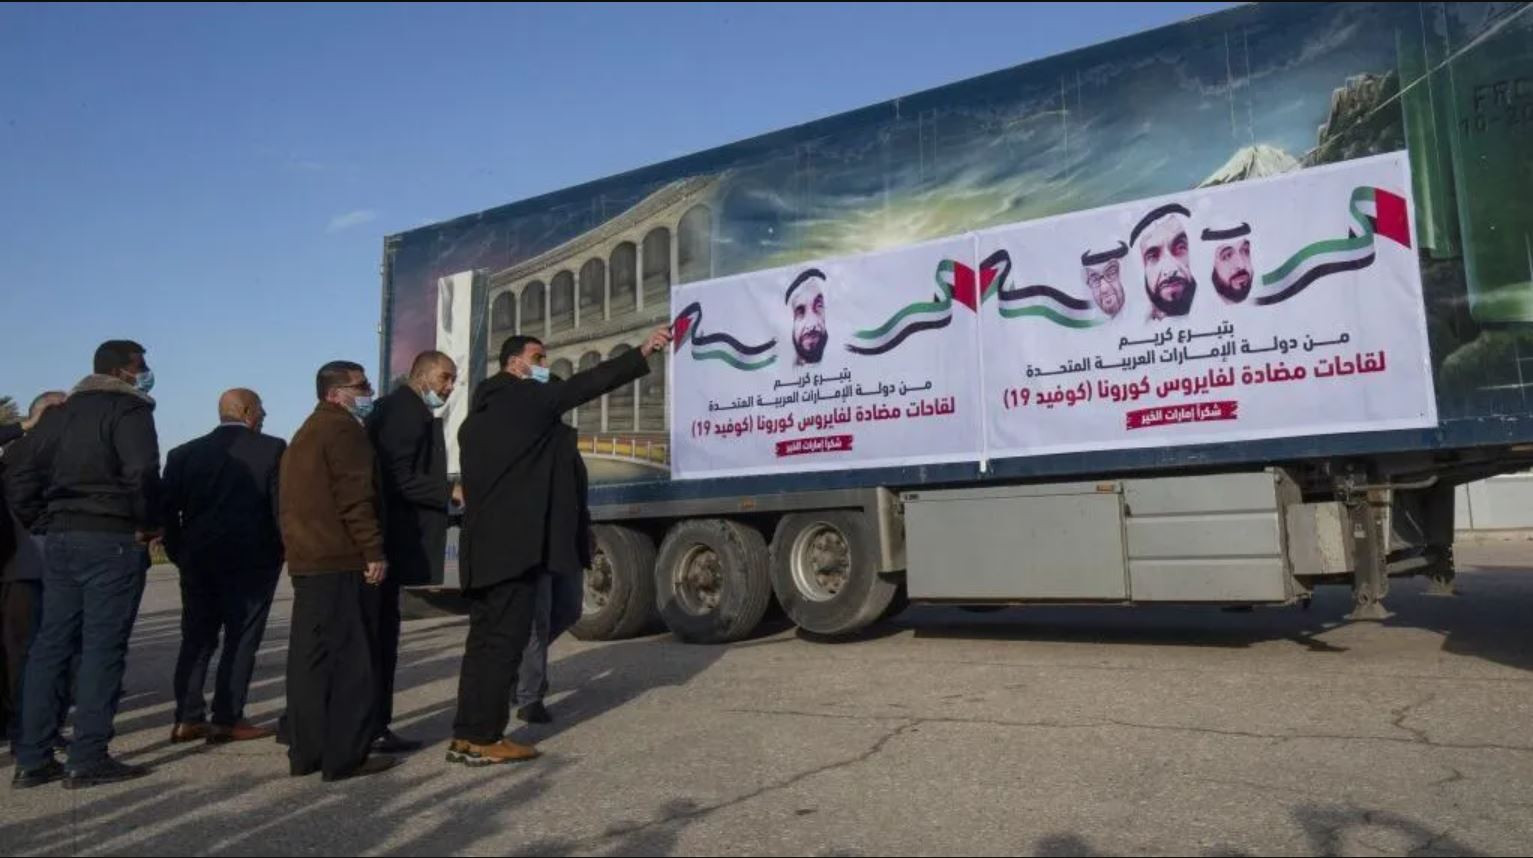 بتبرع كريم
من دولة الإمارات العربية المتحدة
لقاحات مضادة لفايروس كورونا (كوفيد 19)
شكراً إمارات الخير
بتبرع كريم
من دولة الإمارات العربية المتحدة
لقاحات مضادة لفايروس كورونا (كوفيد 19)
شكراً إمارات الخير